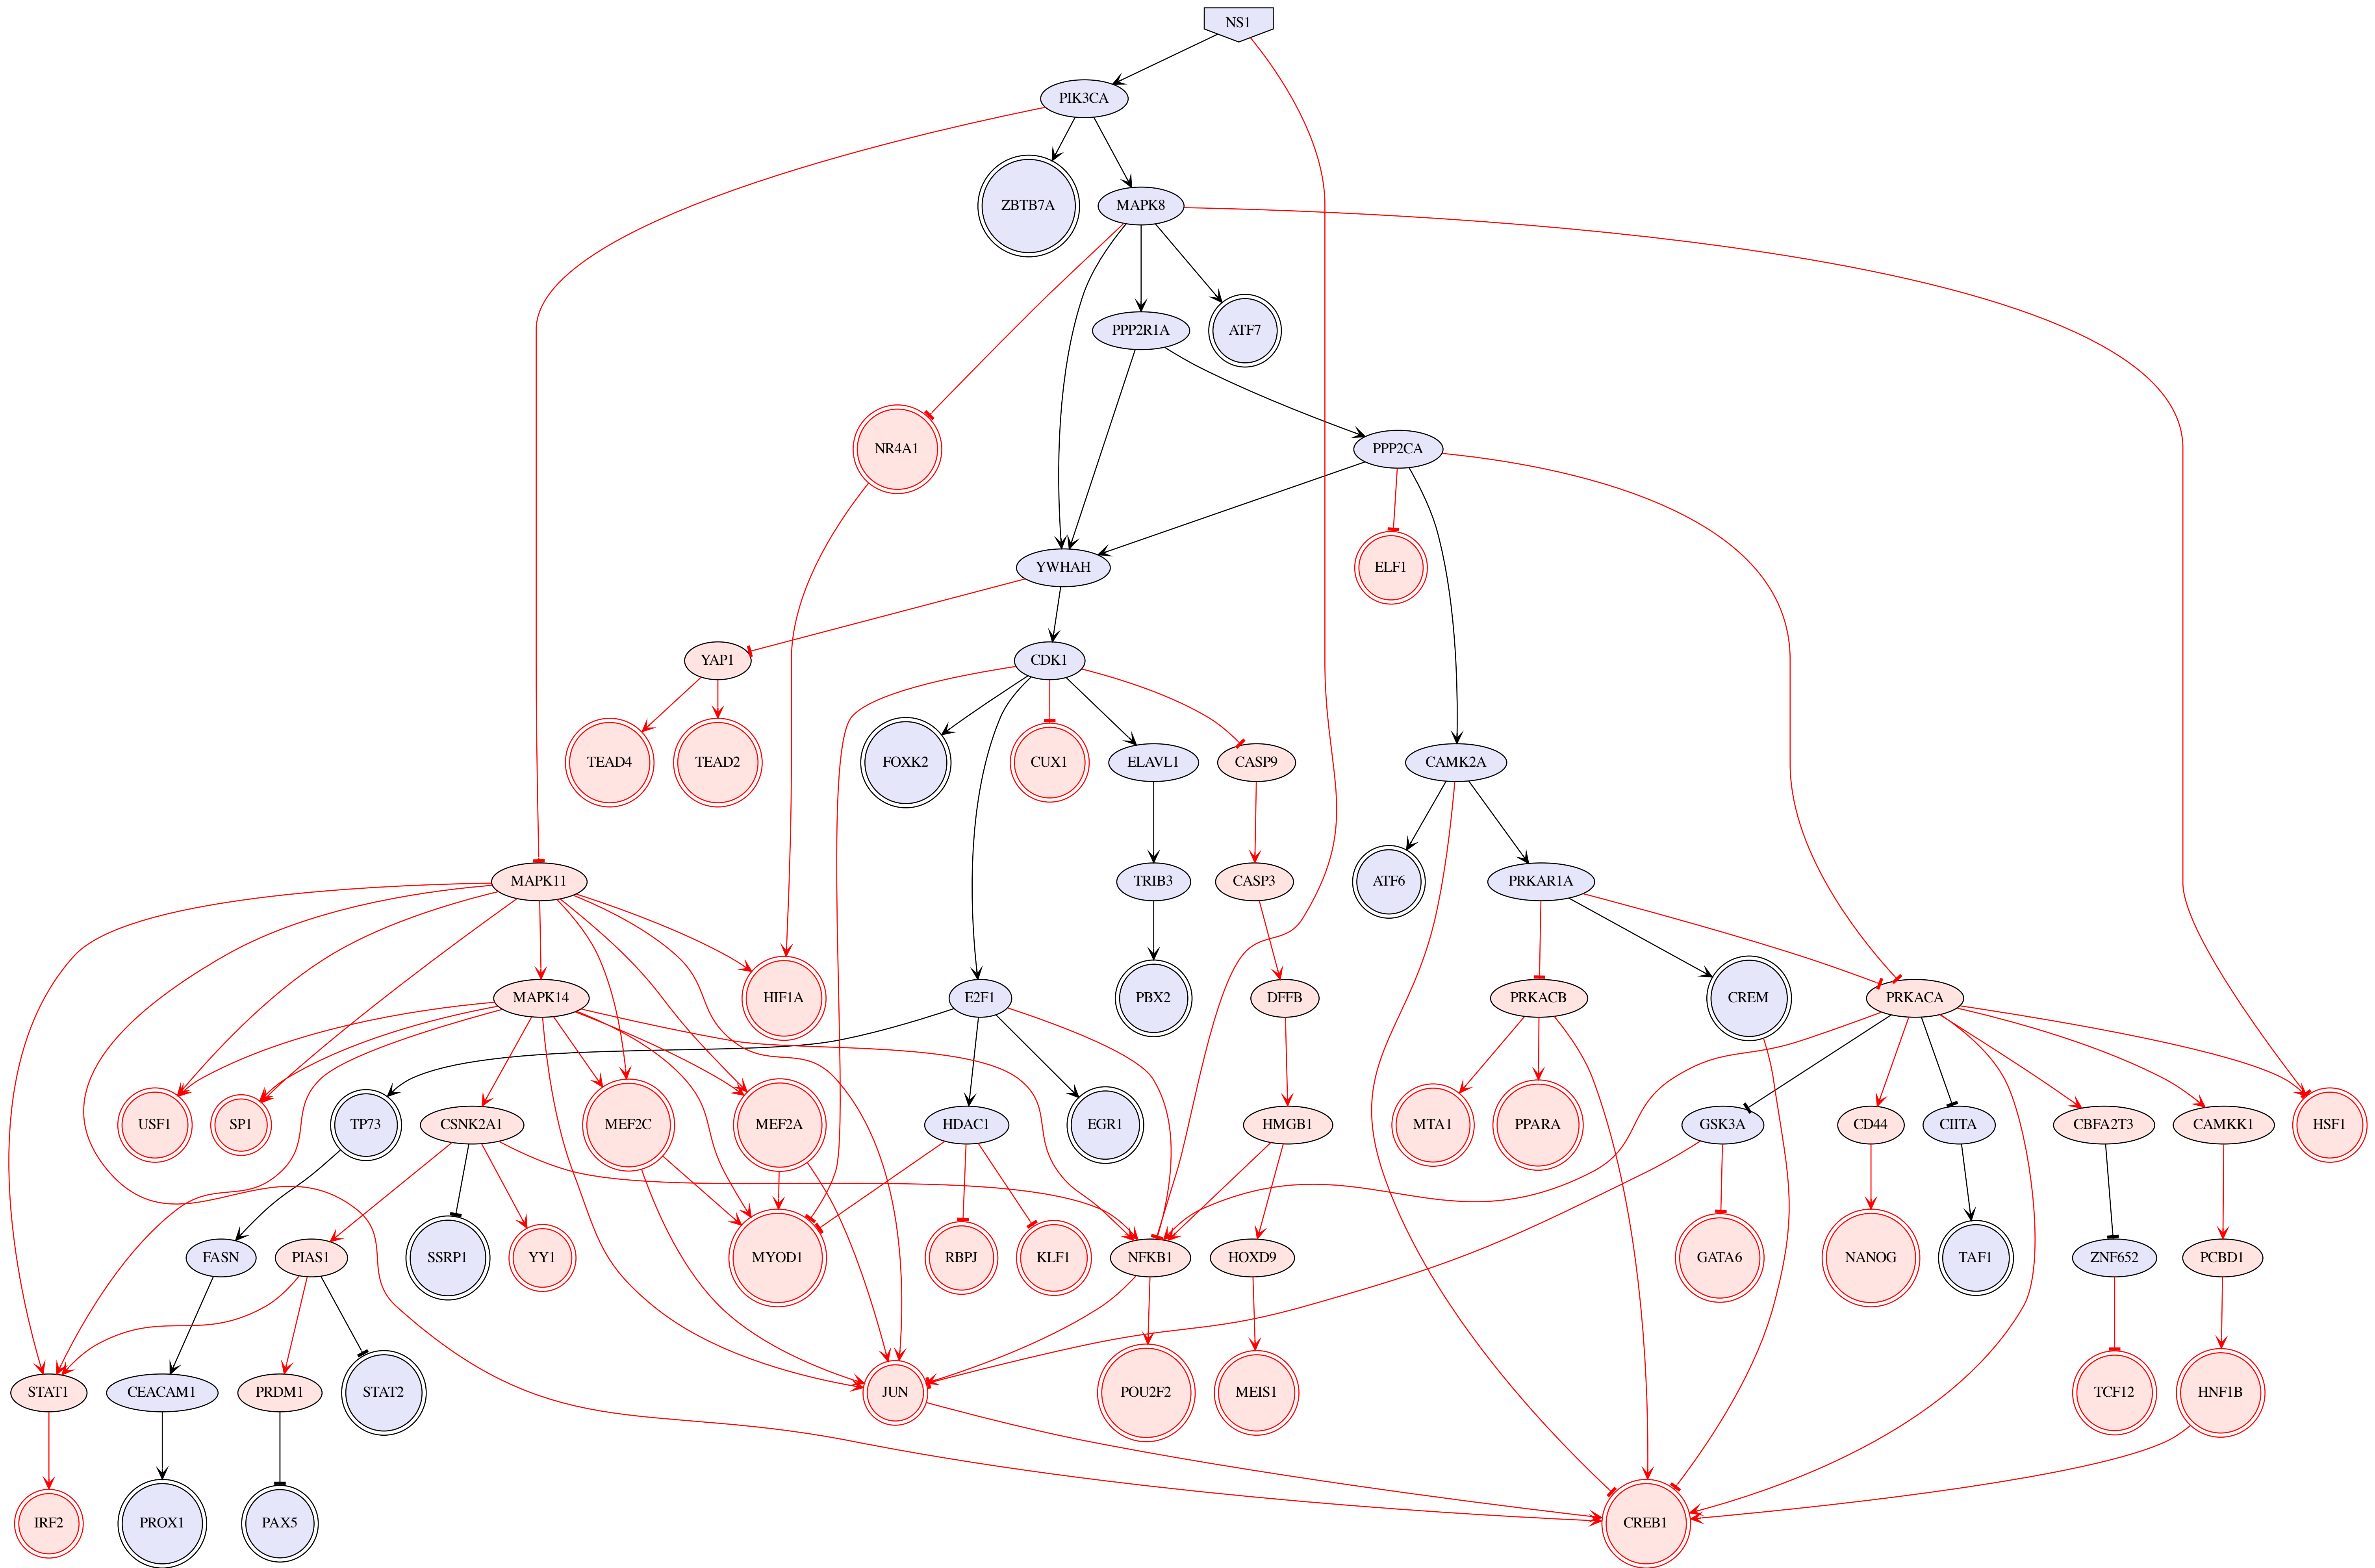 NS1
PIK3CA
ZBTB7A
MAPK8
PPP2R1A
ATF7
NR4A1
PPP2CA
YWHAH
ELF1
YAP1
CDK1
TEAD4
TEAD2
FOXK2
CUX1
ELAVL1
CASP9
CAMK2A
MAPK11
TRIB3
CASP3
ATF6
PRKAR1A
MAPK14
HIF1A
E2F1
PBX2
DFFB
PRKACB
CREM
PRKACA
USF1
SP1
TP73
CSNK2A1
MEF2C
MEF2A
HDAC1
EGR1
HMGB1
MTA1
PPARA
GSK3A
CD44
CIITA
CBFA2T3
CAMKK1
HSF1
FASN
PIAS1
SSRP1
YY1
MYOD1
RBPJ
KLF1
NFKB1
HOXD9
GATA6
NANOG
TAF1
ZNF652
PCBD1
STAT1
CEACAM1
PRDM1
STAT2
JUN
POU2F2
MEIS1
TCF12
HNF1B
IRF2
PROX1
PAX5
CREB1